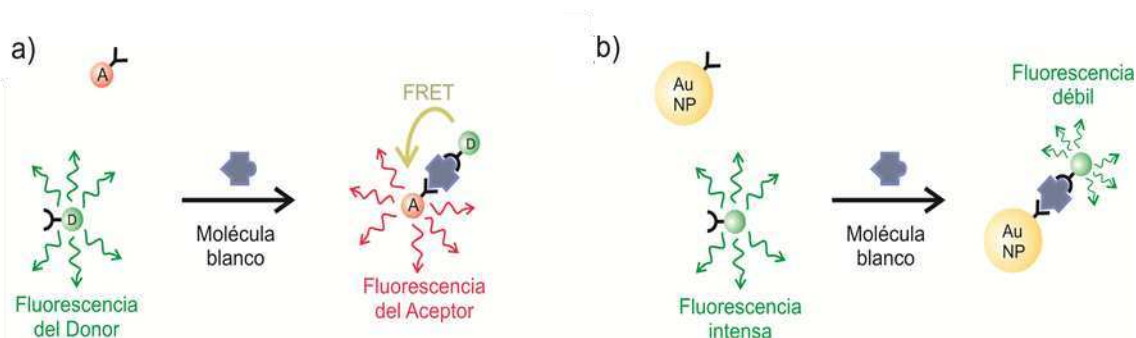 a)
A
D
Fluorescencia
del Donor
Molécula
blanco
FRET
D
A
Fluorescencia
del Aceptor
b)
Au
NP
Fluorescencia
intensa
Molécula
blanco
Fluorescencia
débil
Au
NP